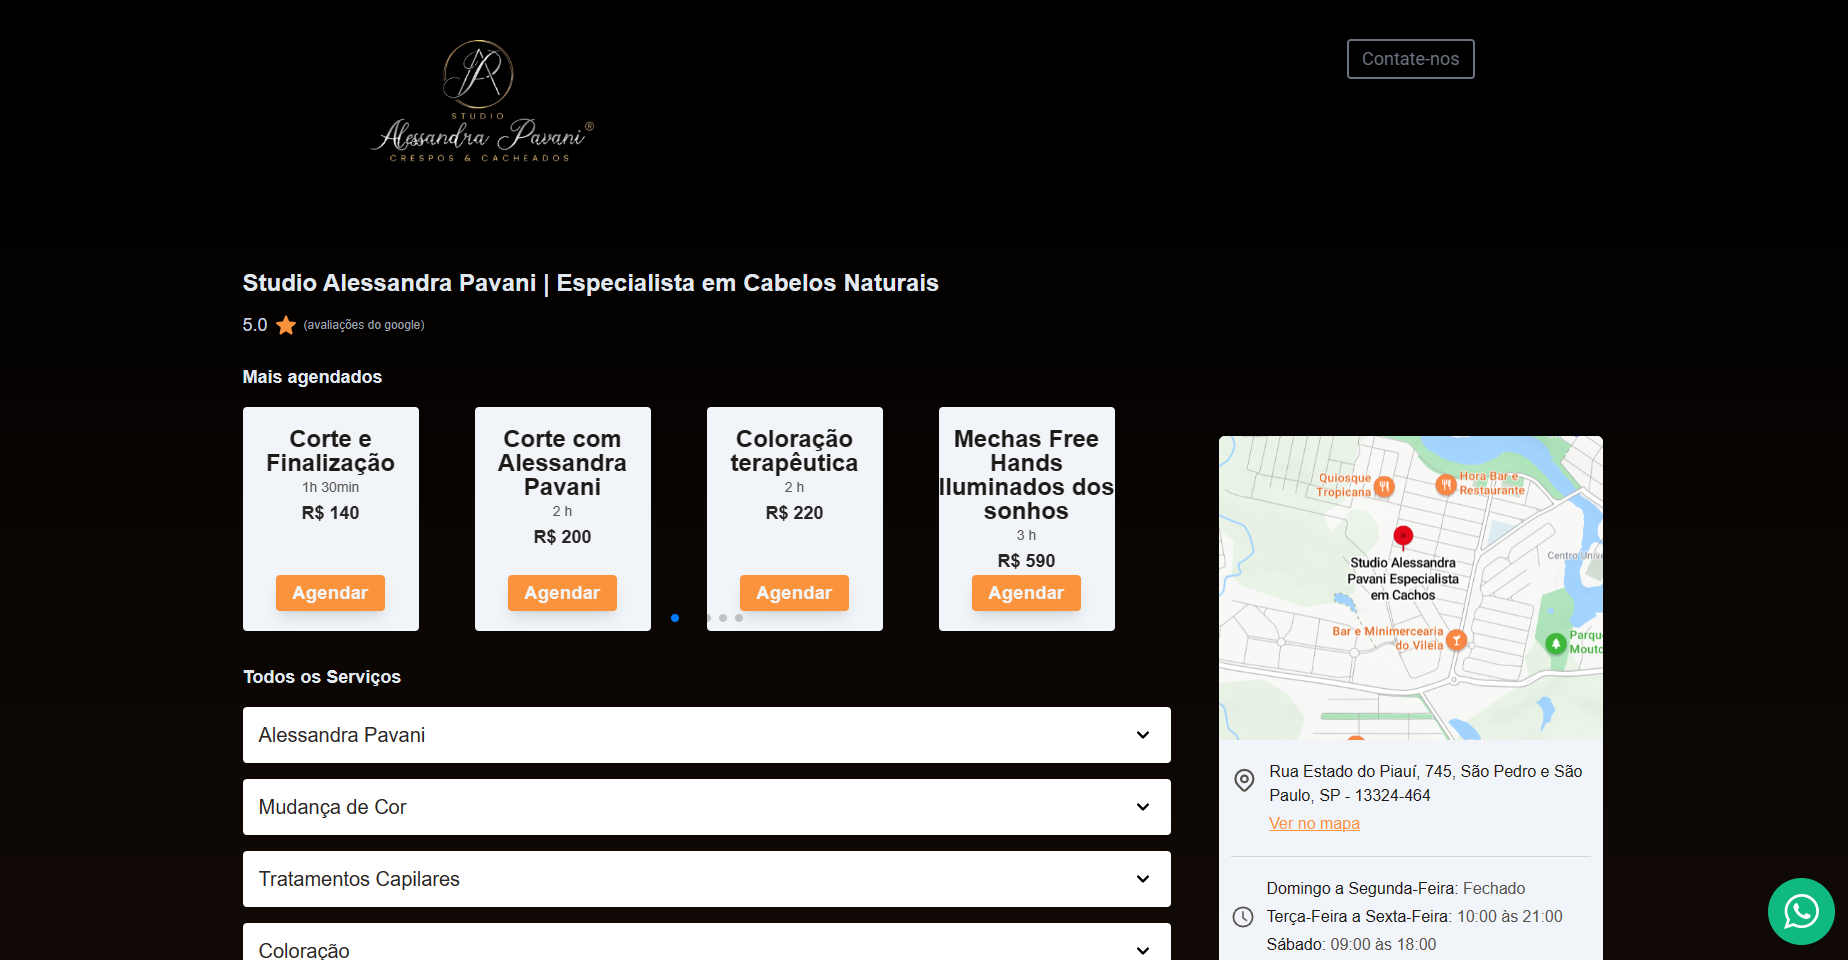 STUDIO
Alessandra Pavani®
CRESPOS & CACHEADOS
Contate-nos
Studio Alessandra Pavani | Especialista em Cabelos Naturais
5.0 (avaliações do google)
Mais agendados
Corte e
Finalização
1h 30min
R$ 140
Agendar
Corte com
Alessandra
Pavani
2 h
R$ 200
Agendar
Coloração
terapêutica
2 h
R$ 220
Agendar
Mechas Free
Hands
Iluminados dos
sonhos
3 h
R$ 590
Agendar
Todos os Serviços
Alessandra Pavani
Mudança de Cor
Tratamentos Capilares
Coloração
Quiosque
Tropicana
Hora Bar e
Restaurante
Centro Unive
Studio Alessandra
Pavani Especialista
em Cachos
Bar e Minimercearia
do Vilela
Parqu
Mouto
Rua Estado do Piauí, 745, São Pedro e São
Paulo, SP - 13324-464
Ver no mapa
Domingo a Segunda-Feira: Fechado
Terça-Feira a Sexta-Feira: 10:00 às 21:00
Sábado: 09:00 às 18:00